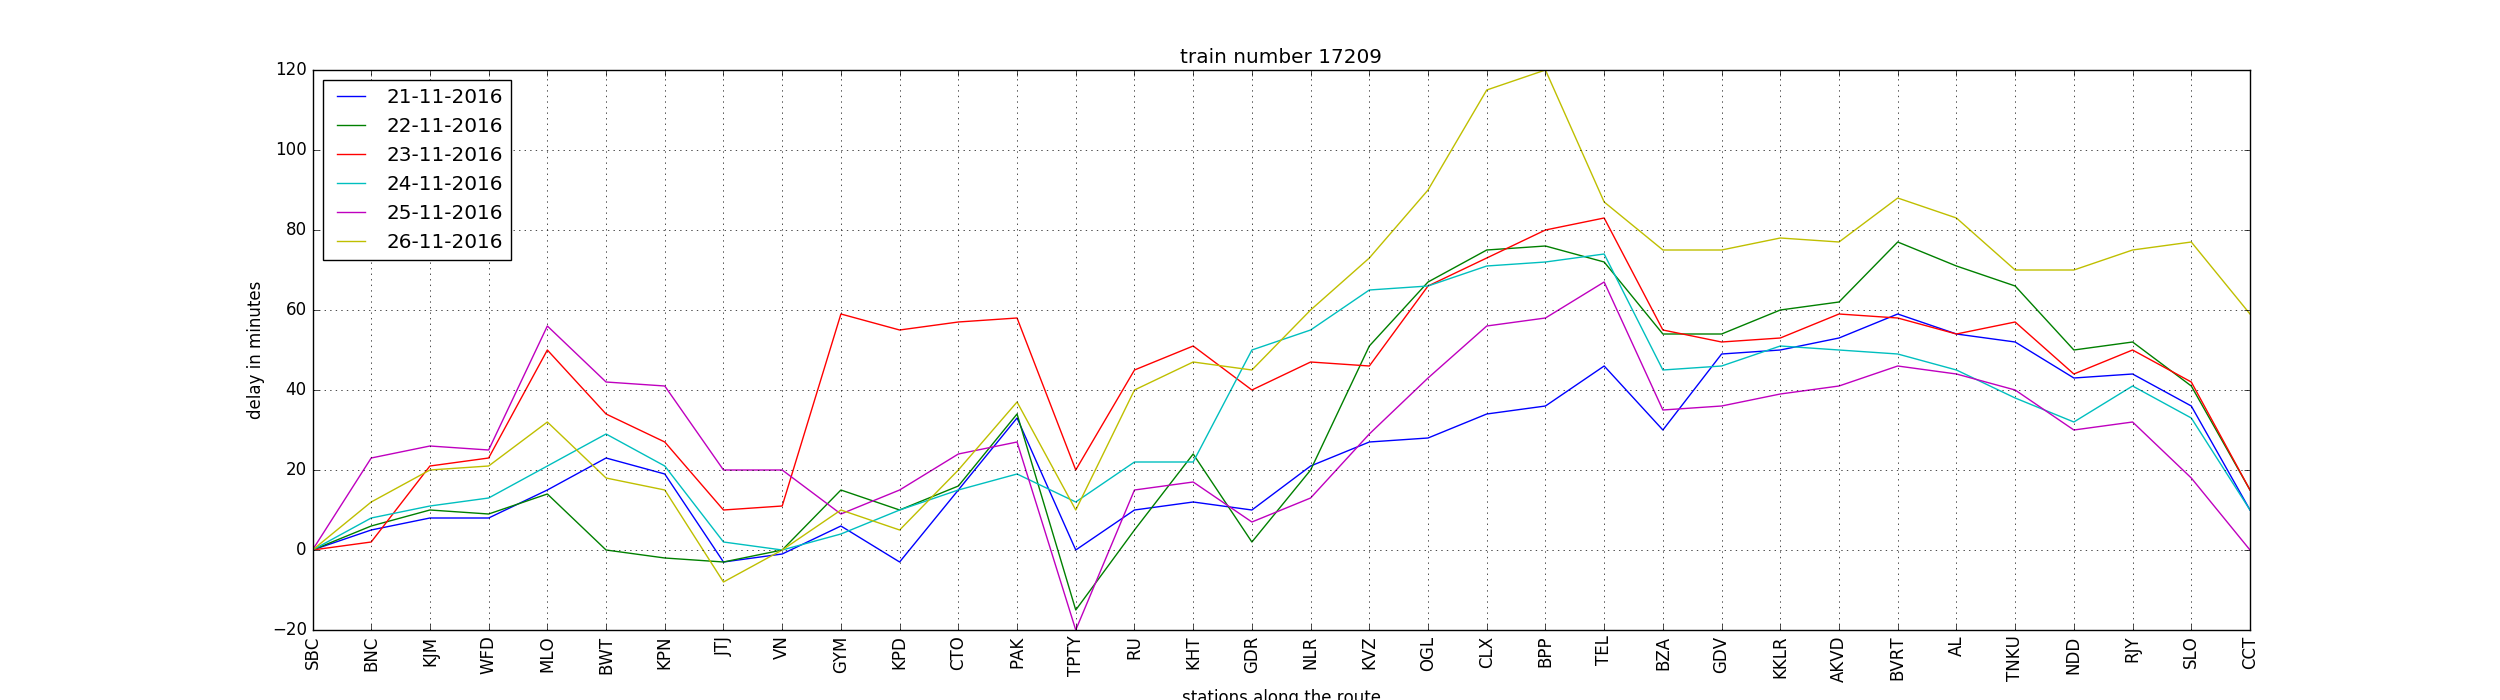 train number 17209
120
100
80
60
40
20
0
−20
delay in minutes
21-11-2016
22-11-2016
23-11-2016
24-11-2016
25-11-2016
26-11-2016
SBC
BNC
KJM
WFD
MLO
BWT
KPN
JTJ
VN
GYM
KPD
CTO
PAK
TPTY
RU
KHT
GDR
NLR
KVZ
OGL
CLX
BPP
TEL
BZA
GDV
KKLR
AKVD
BVRT
AL
TNKU
NDD
RJY
SLO
CCT
stations along the route